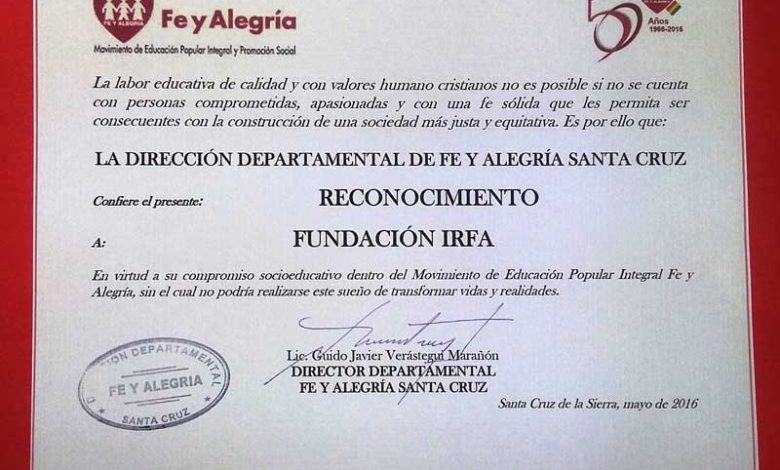 FE Y ALEGRIA
Fe y Alegría
Movimiento de Educación Popular Integral y Promoción Social
50
Años
1966-2016
La labor educativa de calidad y con valores humano cristianos no es posible si no se cuenta
con personas comprometidas, apasionadas y con una fe sólida que les permita ser
consecuentes con la construcción de una sociedad más justa y equitativa. Es por ello que:
LA DIRECCIÓN DEPARTAMENTAL DE FE Y ALEGRÍA SANTA CRUZ
Confiere el presente: RECONOCIMIENTO
A: FUNDACIÓN IRFA
En virtud a su compromiso socioeducativo dentro del Movimiento de Educación Popular Integral Fe y
Alegría, sin el cual no podría realizarse este sueño de transformar vidas y realidades.
Lic. Guido Javier Verástegui Marañón
DIRECTOR DEPARTAMENTAL
FE Y ALEGRÍA SANTA CRUZ
DEPARTAMENTAL
FE Y ALEGRIA
SANTA CRUZ
Santa Cruz de la Sierra, mayo de 2016